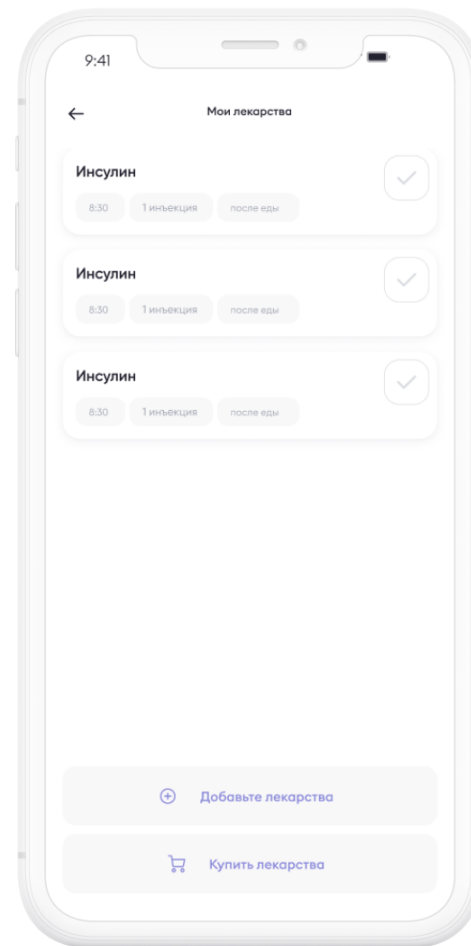 9:41
Мои лекарства
Инсулин
8:30 1 инъекция после еды
Инсулин
8:30 1 инъекция после еды
Инсулин
8:30 1 инъекция после еды
Добавьте лекарства
Купить лекарства